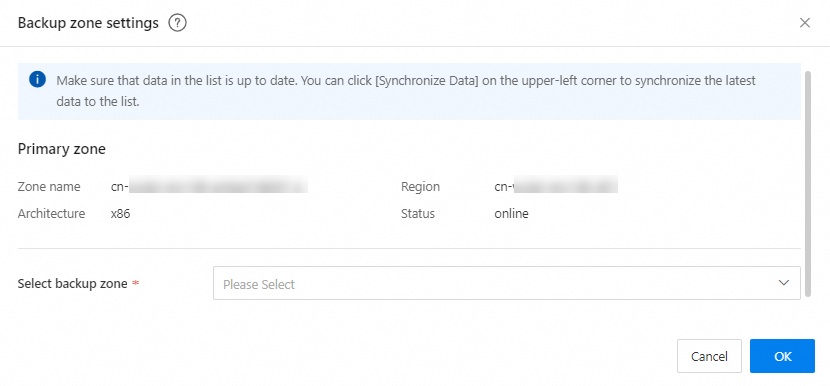 Backup zone settings ?
Make sure that data in the list is up to date. You can click [Synchronize Data] on the upper-left corner to synchronize the latest
data to the list.
Primary zone
Zone name cn- Region cn-
Architecture x86 Status online
Select backup zone * Please Select
Cancel OK